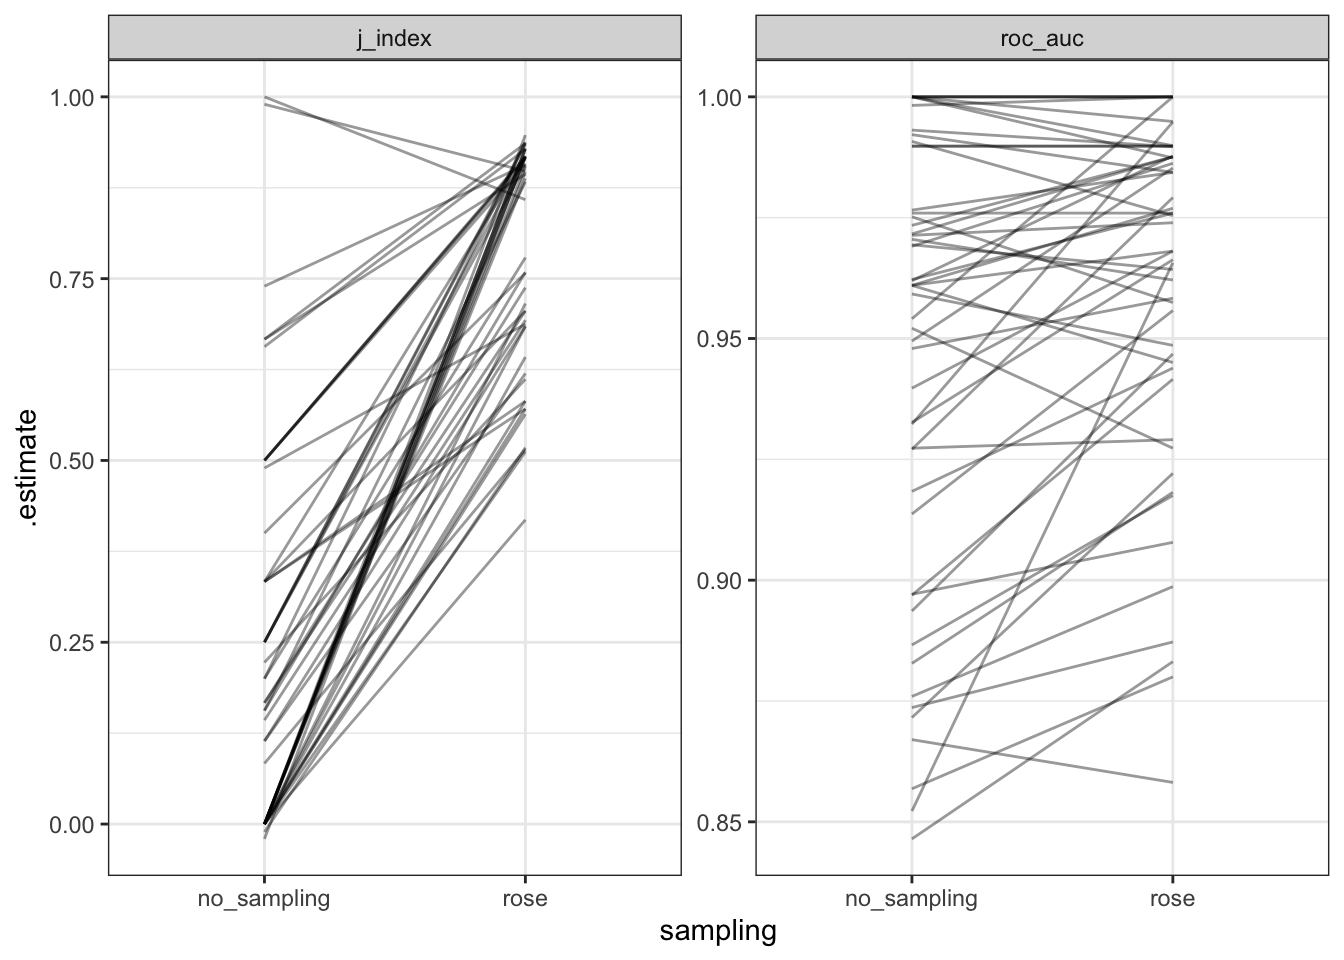 j_index
roc_auc
1.00
0.75
0.50
0.25
0.00
1.00
0.95
0.90
0.85
.estimate
no_sampling
rose
no_sampling
rose
sampling